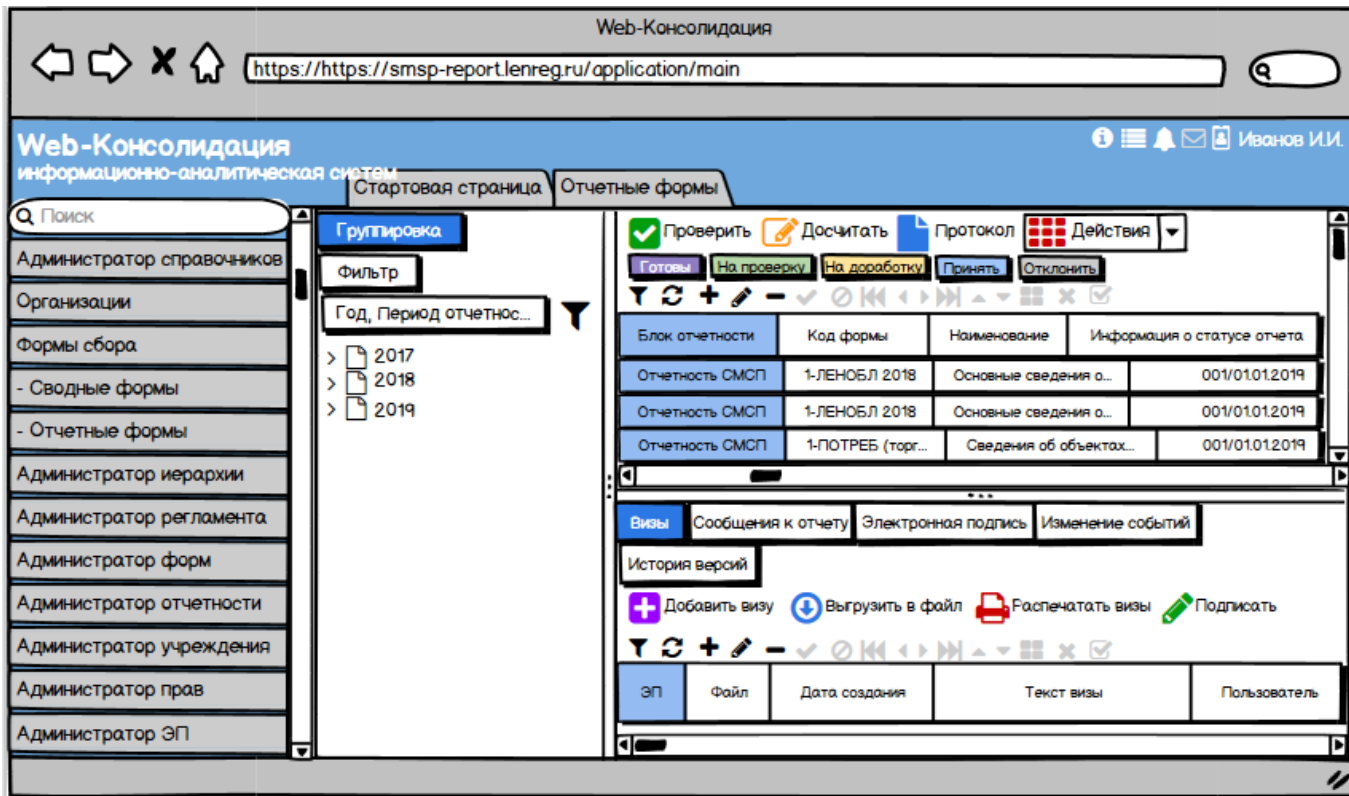 Web-Консолидация
https://https://smsp-report.lenreg.ru/application/main
Web-Консолидация
информационно-аналитическая систем
Иванов И.И.
Стартовая страница
Отчетные формы
Поиск
Администратор справочников
Организации
Формы сбора
- Сводные формы
- Отчетные формы
Администратор иерархии
Администратор регламента
Администратор форм
Администратор отчетности
Администратор учреждения
Администратор прав
Администратор ЭП
Группировка
Фильтр
Год, Период отчетнос...
2017
2018
2019
Проверить Досчитать Протокол Действия
Готовы На проверку На доработку Принять Отклонить
Блок отчетности Код формы Наименование Информация о статусе отчета
Отчетность СМСП 1-ЛЕНОБЛ 2018 Основные сведения о... 001/01.01.2019
Отчетность СМСП 1-ЛЕНОБЛ 2018 Основные сведения о... 001/01.01.2019
Отчетность СМСП 1-ПОТРЕБ (торг... Сведения об объектах... 001/01.01.2019
Визы Сообщения к отчету Электронная подпись Изменение событий
История версий
Добавить визу Выгрузить в файл Распечатать визы Подписать
ЭП Файл Дата создания Текст визы Пользователь